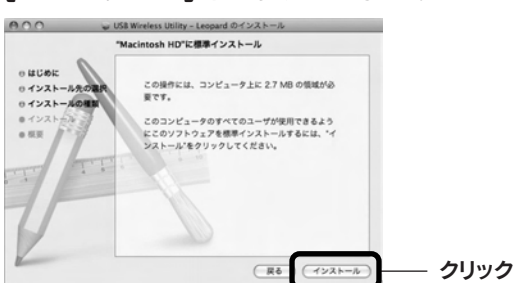 USB Wireless Utility – Leopard のインストール
"Macintosh HD"に標準インストール
はじめに
インストール先の選択
インストールの種類
インストール
概要
この操作には、コンピュータ上に 2.7 MB の領域が必
要です。
このコンピュータのすべてのユーザが使用できるよう
にこのソフトウェアを標準インストールするには、"イ
ンストール"をクリックしてください。
戻る
インストール
クリック